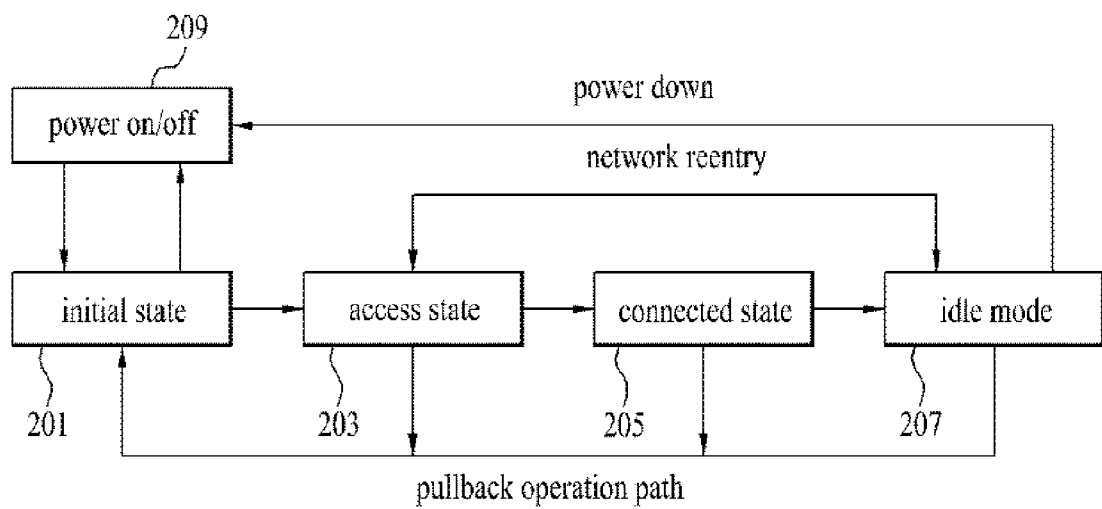 209
power on/off
power down
network reentry
initial state
access state
connected state
idle mode
201
203
205
207
pullback operation path